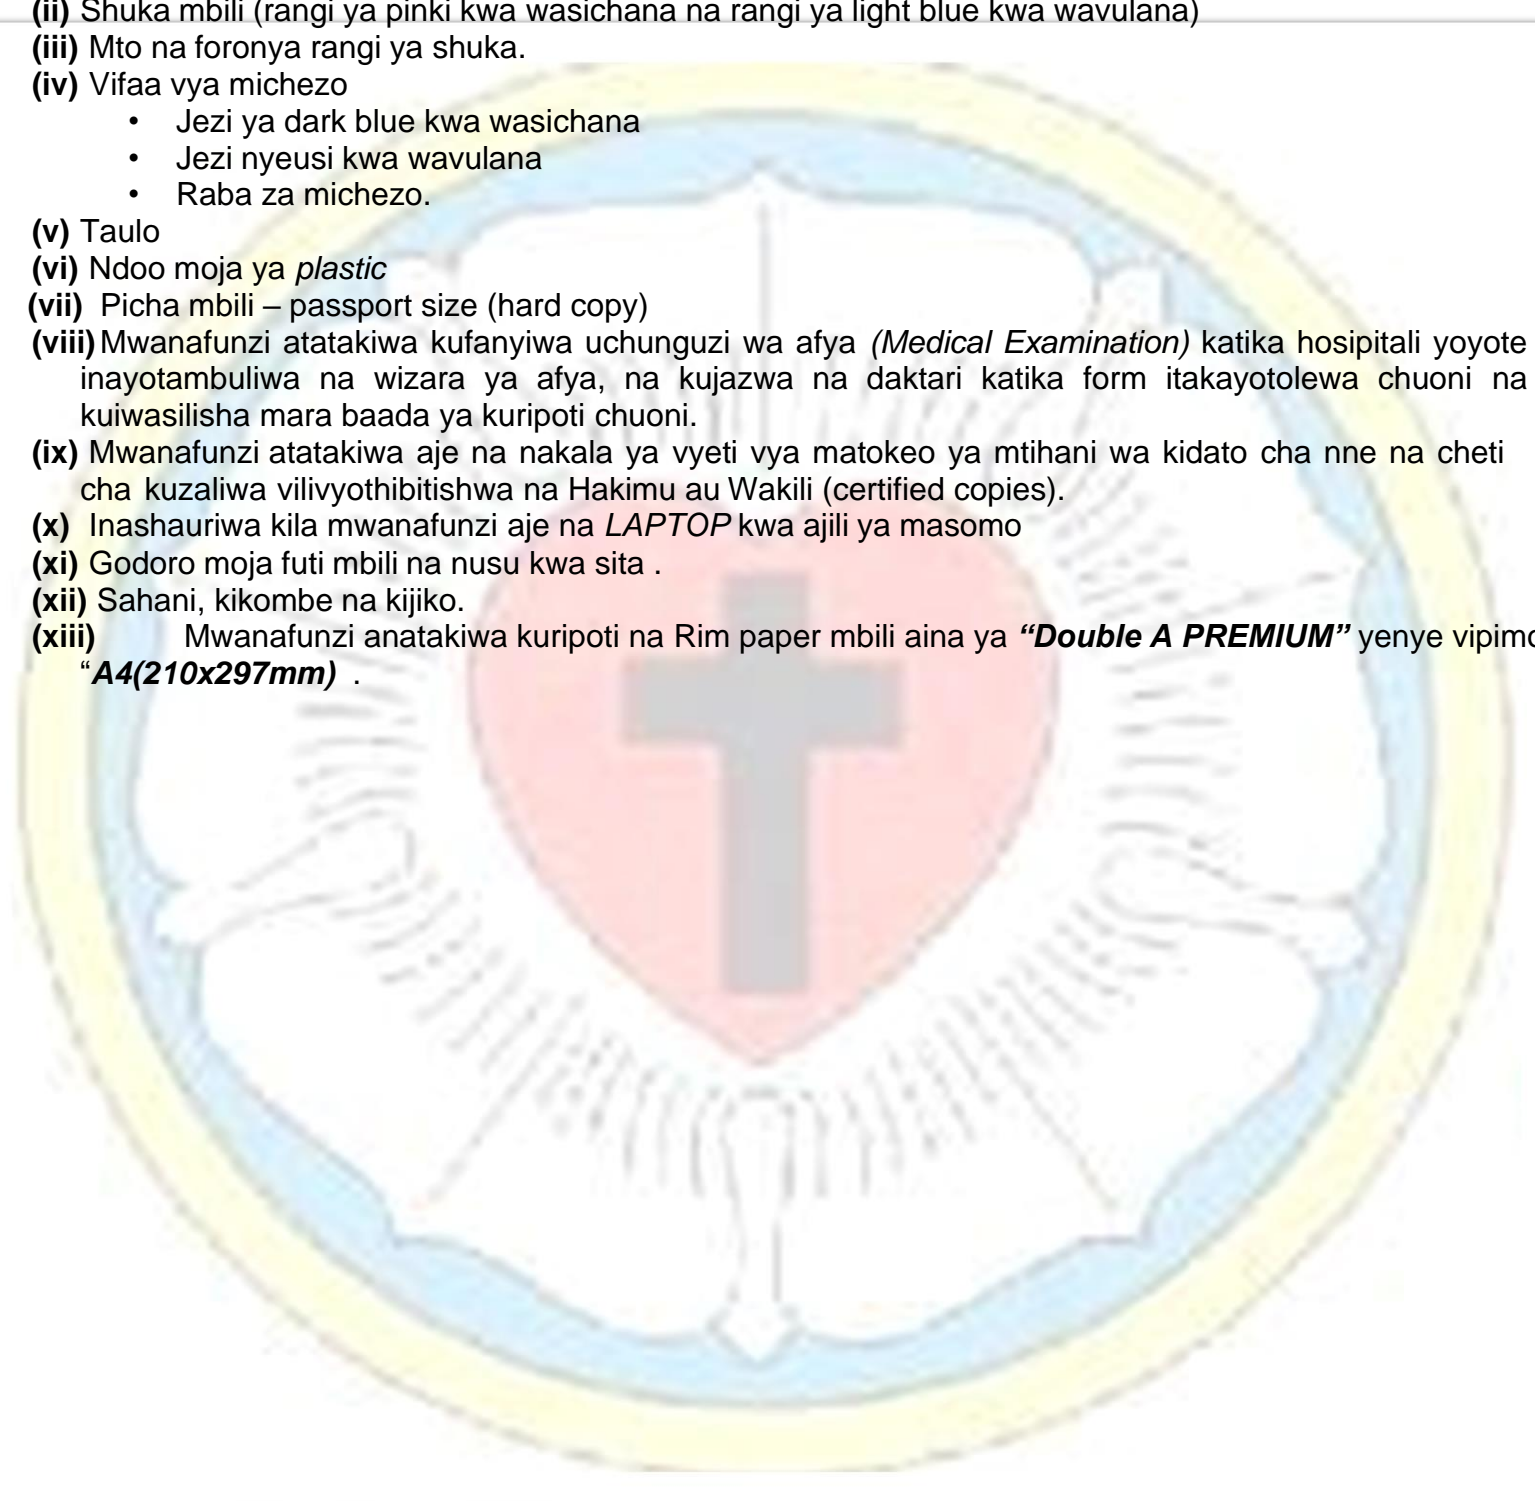 (ii) Shuka mbili (rangi ya pinki kwa wasichana na rangi ya light blue kwa wavulana)
(iii) Mto na foronya rangi ya shuka.
(iv) Vifaa vya michezo
• Jezi ya dark blue kwa wasichana
• Jezi nyeusi kwa wavulana
• Raba za michezo.
(v) Taulo
(vi) Ndoo moja ya plastic
(vii) Picha mbili – passport size (hard copy)
(viii) Mwanafunzi atatakiwa kufanyiwa uchunguzi wa afya (Medical Examination) katika hosipitali yoyote
inayotambuliwa na wizara ya afya, na kujazwa na daktari katika form itakayotolewa chuoni na
kuiwasilisha mara baada ya kuripoti chuoni.
(ix) Mwanafunzi atatakiwa aje na nakala ya vyeti vya matokeo ya mtihani wa kidato cha nne na cheti
cha kuzaliwa vilivyothibitishwa na Hakimu au Wakili (certified copies).
(x) Inashauriwa kila mwanafunzi aje na LAPTOP kwa ajili ya masomo
(xi) Godoro moja futi mbili na nusu kwa sita .
(xii) Sahani, kikombe na kijiko.
(xiii) Mwanafunzi anatakiwa kuripoti na Rim paper mbili aina ya “Double A PREMIUM” yenye vipimo
“A4(210x297mm) .